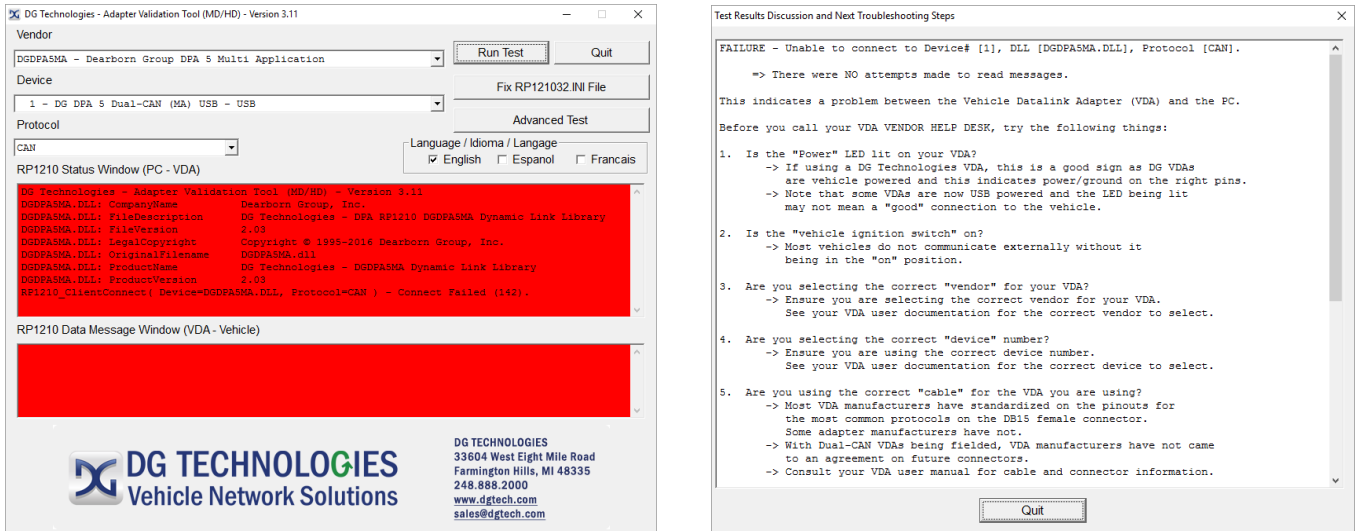 DG Technologies - Adapter Validation Tool (MD/HD) - Version 3.11
Vendor
DGDPA5MA - Dearborn Group DPA 5 Multi Application
Run Test
Quit
Device
Fix RP121032.INI File
1 - DG DPA 5 Dual-CAN (MA) USB - USB
Advanced Test
Protocol
CAN
Language / Idioma / Langage
English
Espanol
Francais
RP1210 Status Window (PC - VDA)
DG Technologies - Adapter Validation Tool (MD/HD) - Version 3.11
DGDPA5MA.DLL: CompanyName Dearborn Group, Inc.
DGDPA5MA.DLL: FileDescription DG Technologies - DPA RP1210 DGDPA5MA Dynamic Link Library
DGDPA5MA.DLL: FileVersion 2.03
DGDPA5MA.DLL: LegalCopyright Copyright © 1995-2016 Dearborn Group, Inc.
DGDPA5MA.DLL: OriginalFilename DGDPA5MA.dll
DGDPA5MA.DLL: ProductName DG Technologies - DGDPA5MA Dynamic Link Library
DGDPA5MA.DLL: ProductVersion 2.03
RP1210_ClientConnect( Device=DGDPA5MA.DLL, Protocol=CAN ) - Connect Failed (142).
RP1210 Data Message Window (VDA - Vehicle)
DG TECHNOLOGIES
Vehicle Network Solutions
DG TECHNOLOGIES
33604 West Eight Mile Road
Farmington Hills, MI 48335
248.888.2000
www.dgtech.com
sales@dgtech.com
Test Results Discussion and Next Troubleshooting Steps
FAILURE - Unable to connect to Device# [1], DLL [DGDPA5MA.DLL], Protocol [CAN].
=> There were NO attempts made to read messages.
This indicates a problem between the Vehicle Datalink Adapter (VDA) and the PC.
Before you call your VDA VENDOR HELP DESK, try the following things:
1. Is the "Power" LED lit on your VDA?
-> If using a DG Technologies VDA, this is a good sign as DG VDAs
are vehicle powered and this indicates power/ground on the right pins.
-> Note that some VDAs are now USB powered and the LED being lit
may not mean a "good" connection to the vehicle.
2. Is the "vehicle ignition switch" on?
-> Most vehicles do not communicate externally without it
being in the "on" position.
3. Are you selecting the correct "vendor" for your VDA?
-> Ensure you are selecting the correct vendor for your VDA.
See your VDA user documentation for the correct vendor to select.
4. Are you selecting the correct "device" number?
-> Ensure you are using the correct device number.
See your VDA user documentation for the correct device to select.
5. Are you using the correct "cable" for the VDA you are using?
-> Most VDA manufacturers have standardized on the pinouts for
the most common protocols on the DB15 female connector.
Some adapter manufacturers have not.
-> With Dual-CAN VDAs being fielded, VDA manufacturers have not came
to an agreement on future connectors.
-> Consult your VDA user manual for cable and connector information.
Quit